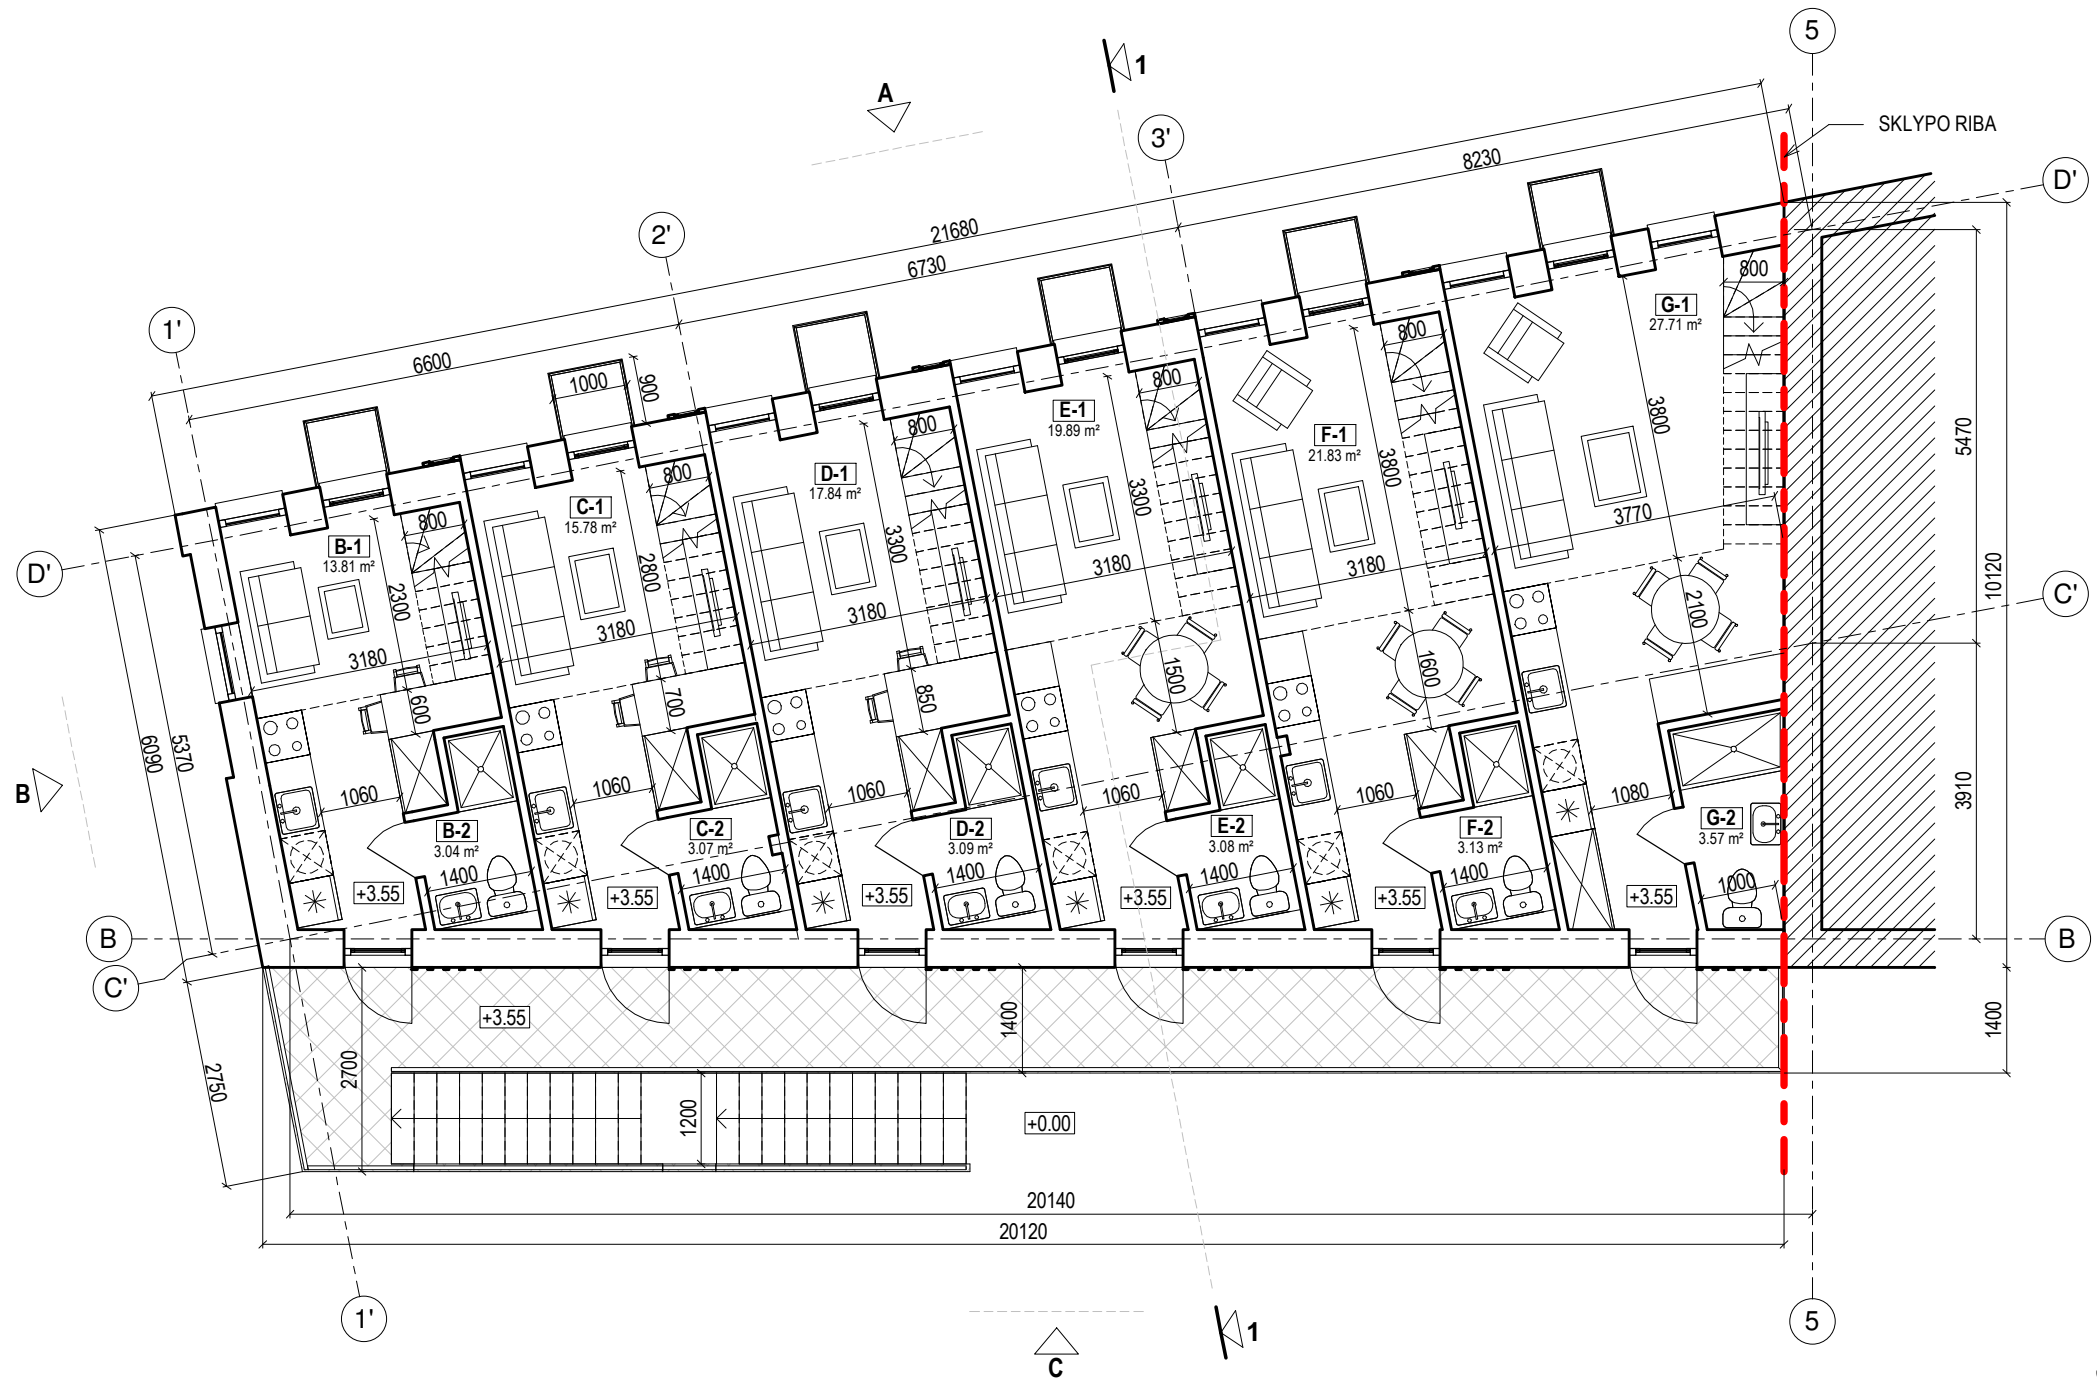 5
1
A
3'
SKLYPO RIBA
8230
D'
2'
21680
6730
800
G-1
27.71 m²
1'
6600
1000
900
800
800
E-1
19.89 m²
F-1
21.83 m²
3800
3800
5470
800
D-1
17.84 m²
800
C-1
15.78 m²
3300
3770
800
B-1
13.81 m²
3300
2800
2300
3180
3180
10120
D'
C'
3180
3180
3180
2100
1500
1600
850
700
600
5370
6090
B
1060
1060
1060
1060
1060
1080
3910
B-2
3.04 m²
C-2
3.07 m²
D-2
3.09 m²
E-2
3.08 m²
F-2
3.13 m²
G-2
3.57 m²
1400
1400
1400
1400
1400
1000
+3.55
+3.55
+3.55
+3.55
+3.55
+3.55
B
B
C'
+3.55
1400
1400
2700
2750
1200
+0.00
20140
20120
1'
1
5
C